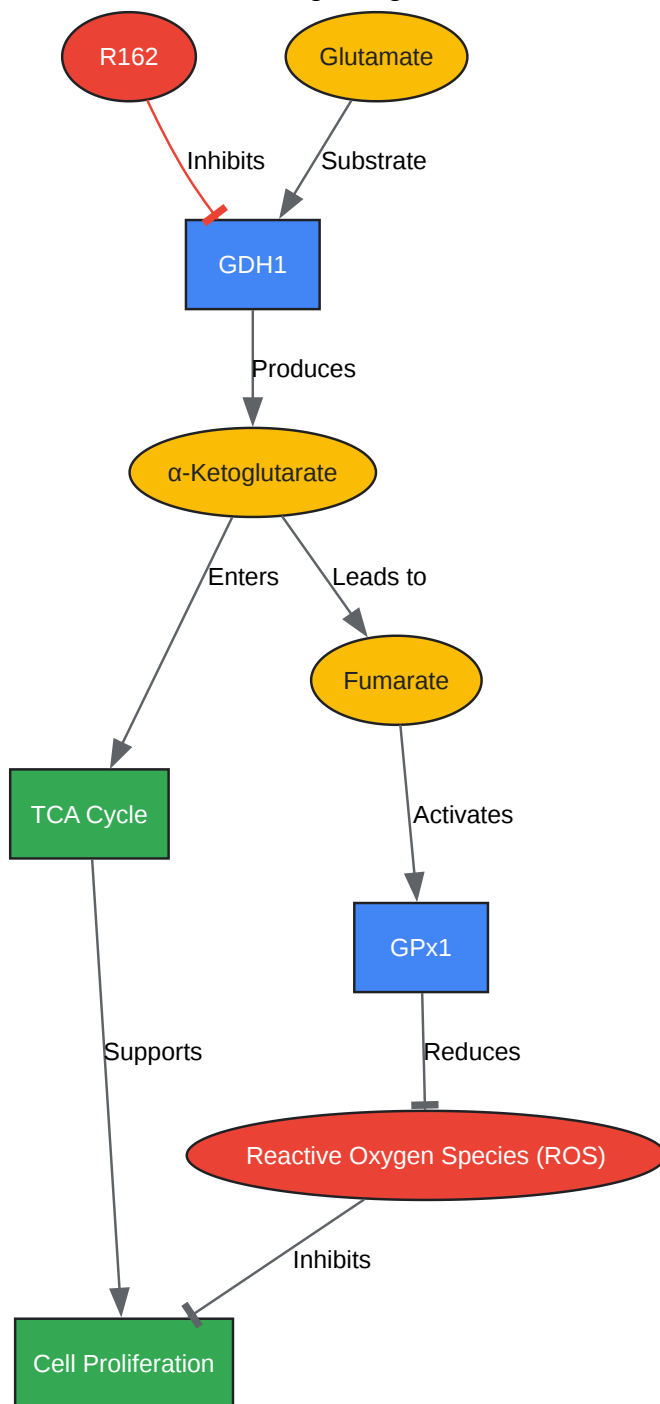 R162
Glutamate
Inhibits
Substrate
GDH1
Produces
α-Ketoglutarate
Enters
Leads to
Fumarate
TCA Cycle
Activates
GPx1
Supports
Reduces
Reactive Oxygen Species (ROS)
Inhibits
Cell Proliferation